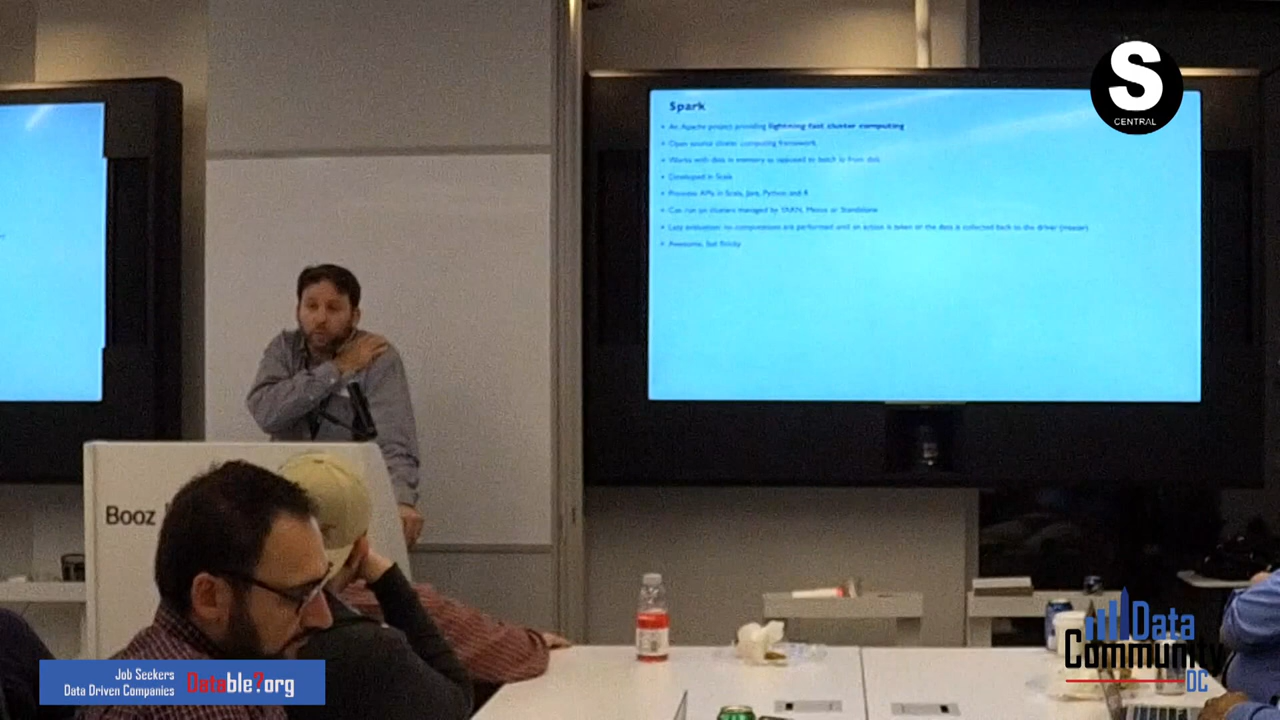 S
CENTRAL
Spark
An Apache project providing lightning fast cluster computing
Open source cluster computing framework
Works with data in memory as opposed to batch io from disk
Developed in Scala
Provides APIs in Scala, Java, Python and R
Can run on clusters managed by YARN, Mesos or Standalone
Lazy evaluation: no computations are performed until an action is taken or the data is collected back to the driver (master)
Awesome, but Tricky
Booz
Job Seekers
Data Driven Companies
Datable?org
Data
Community
DC